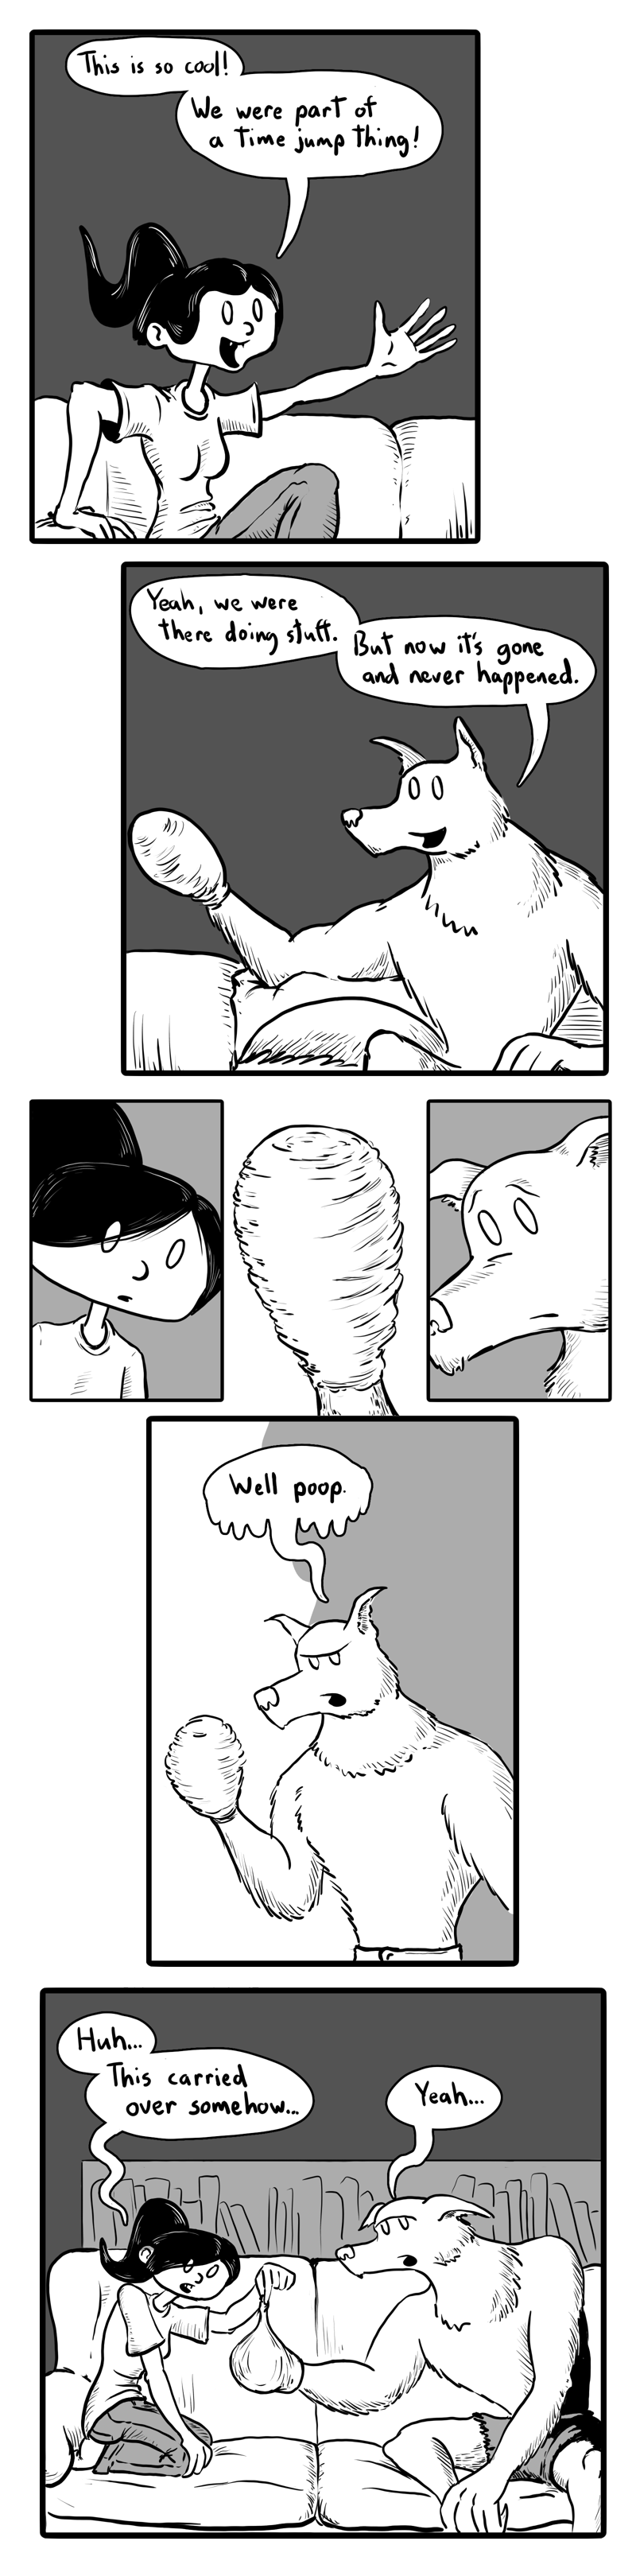 This is so cool!
We were part of
a time jump thing!
Yeah, we were
there doing stuff.
But now it's gone
and never happened.
Well poop.
Huh...
This carried
over somehow...
Yeah...